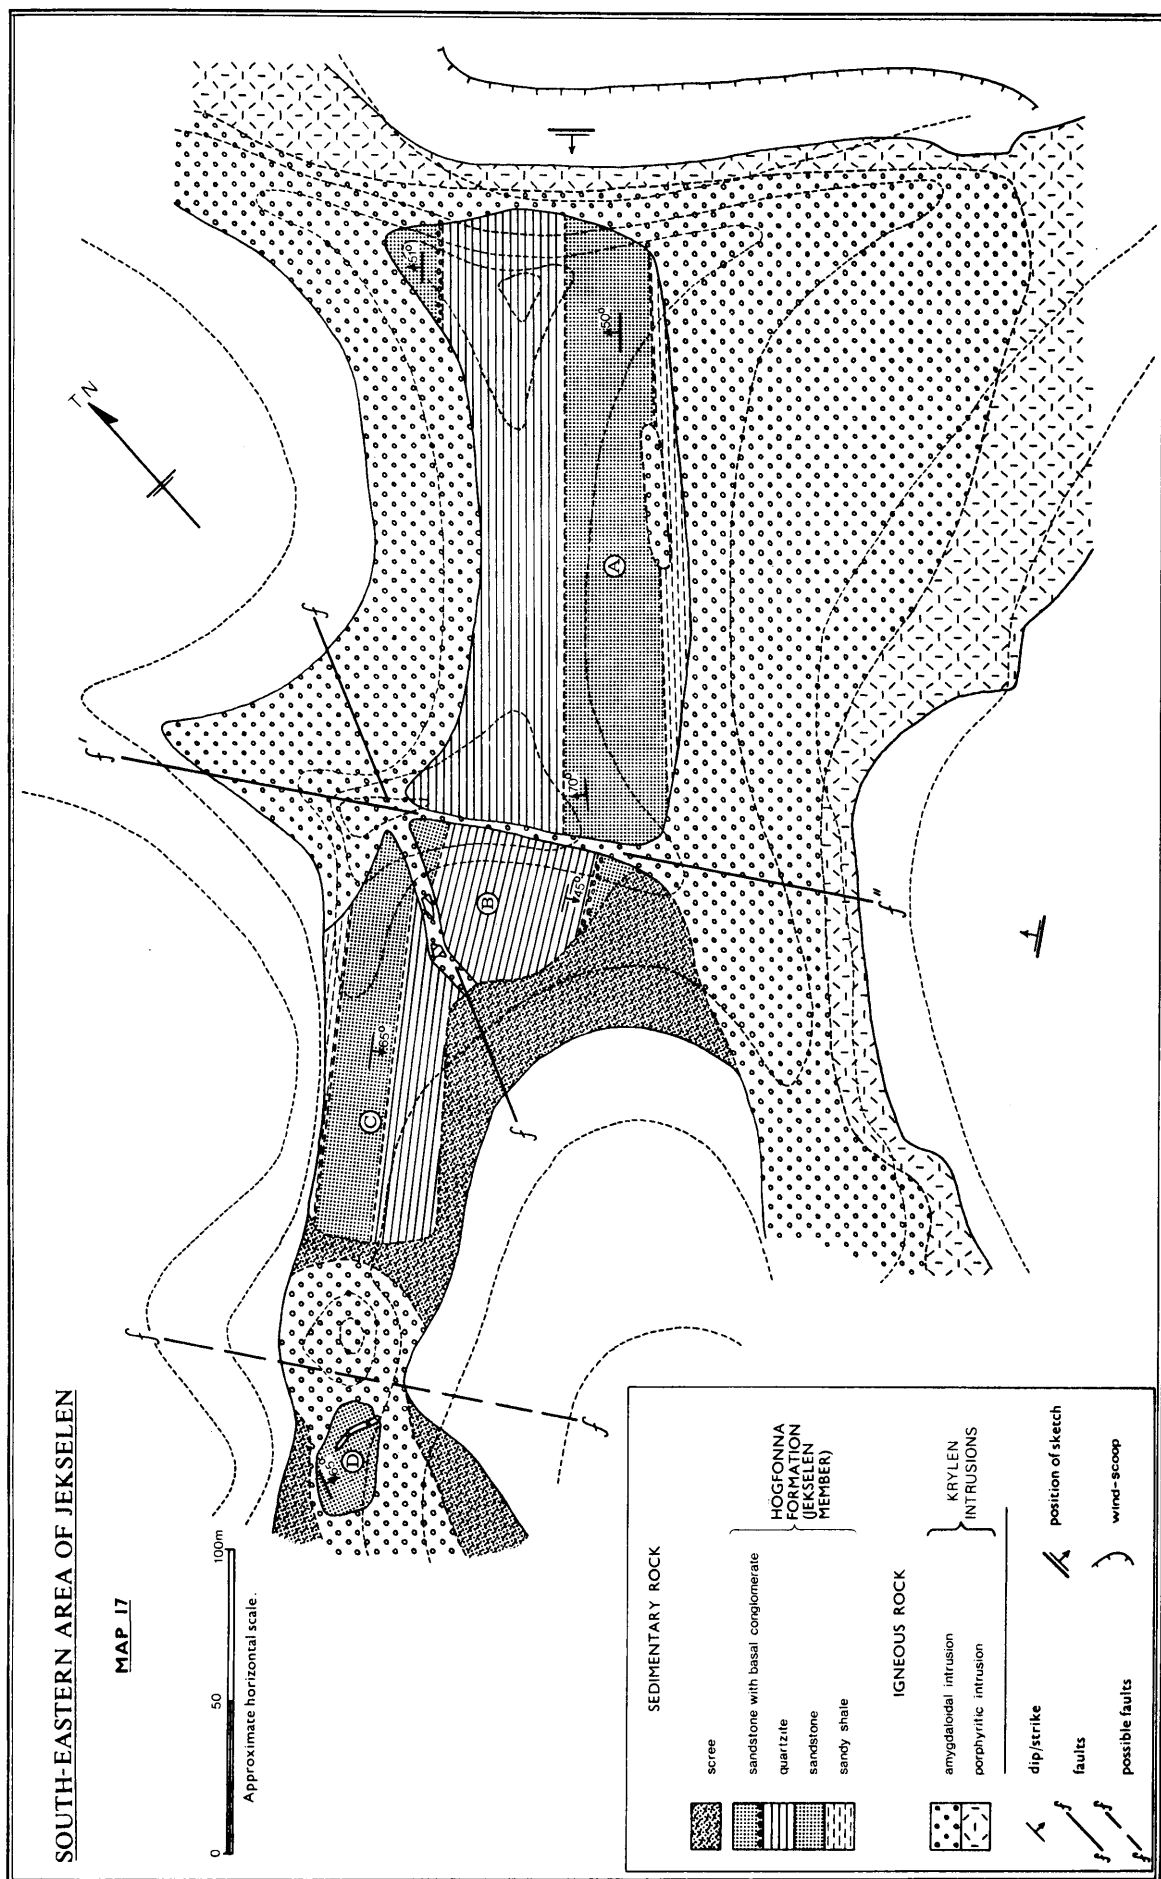 SOUTH-EASTERN AREA OF JEKSELEN
MAP 17
0 50 100m
Approximate horizontal scale.
T N
f
f'
f
f''
f
f
f
A
B
C
D
45°
50°
70°
45°
65°
65
SEDIMENTARY ROCK
scree
sandstone with basal conglomerate
quartzite
sandstone
sandy shale
HÖGFONNA
FORMATION
(JEKSELEN
MEMBER)
IGNEOUS ROCK
amygdaloidal intrusion
porphyritic intrusion
KRYLEN
INTRUSIONS
dip/strike
f f faults
f f possible faults
position of sketch
wind-scoop